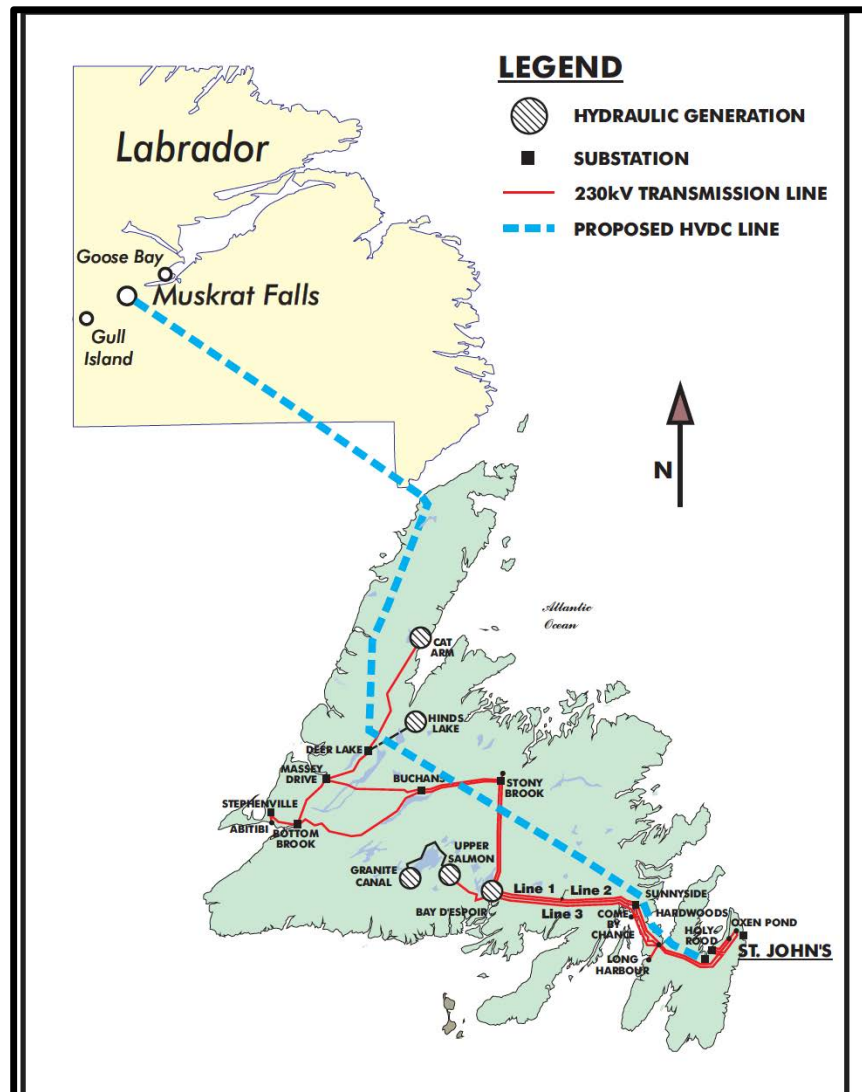 LEGEND
HYDRAULIC GENERATION
SUBSTATION
230kV TRANSMISSION LINE
PROPOSED HVDC LINE
Labrador
Goose Bay
Muskrat Falls
Gull
Island
N
Atlantic
Ocean
CAT
ARM
HINDS
LAKE
DEER LAKE
MASSEY
DRIVE
BUCHANS
STONY
BROOK
STEPHENVILLE
ABITIBI
BOTTOM
BROOK
UPPER
SALMON
GRANITE
CANAL
BAY D'ESPOIR
Line 1
Line 2
Line 3
SUNNYSIDE
COME
BY
CHANCE
HARDWOODS
OXEN POND
HOLY-
ROOD
LONG
HARBOUR
ST. JOHN'S